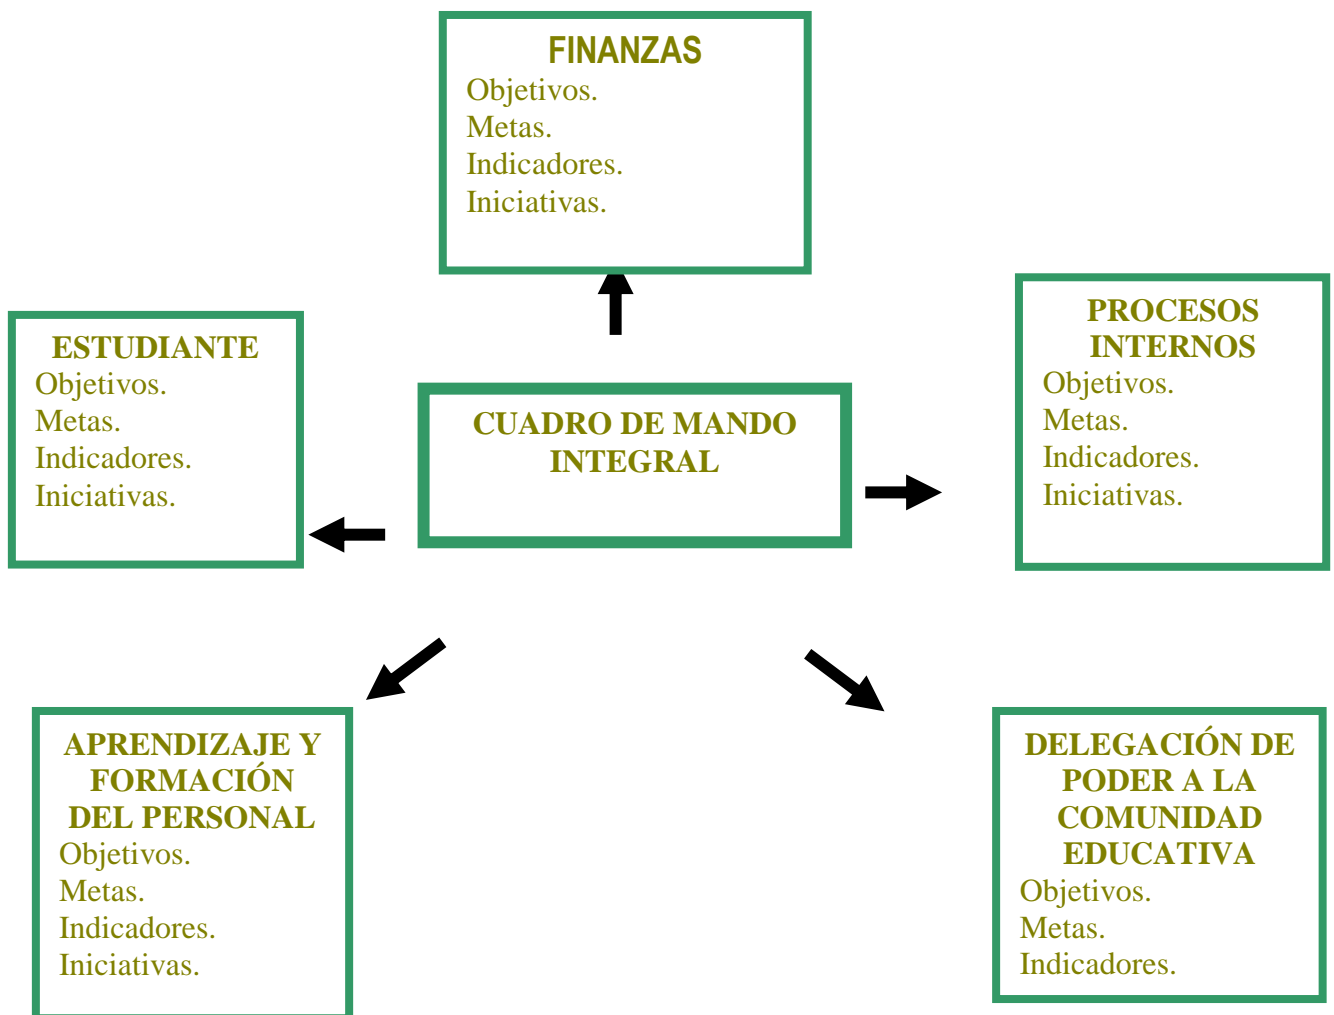 FINANZAS
Objetivos.
Metas.
Indicadores.
Iniciativas.
ESTUDIANTE
Objetivos.
Metas.
Indicadores.
Iniciativas.
CUADRO DE MANDO
INTEGRAL
PROCESOS
INTERNOS
Objetivos.
Metas.
Indicadores.
Iniciativas.
APRENDIZAJE Y
FORMACIÓN
DEL PERSONAL
Objetivos.
Metas.
Indicadores.
Iniciativas.
DELEGACIÓN DE
PODER A LA
COMUNIDAD
EDUCATIVA
Objetivos.
Metas.
Indicadores.